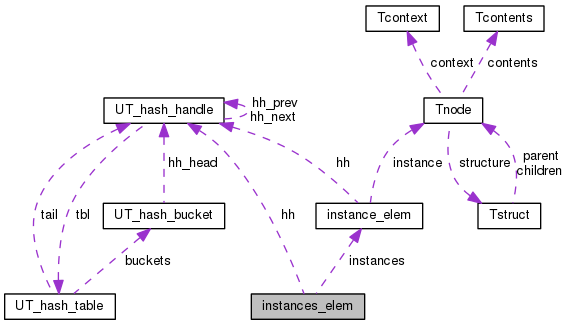 Tcontext
Tcontents
context
contents
UT_hash_handle
hh_prev
hh_next
Tnode
hh_head
hh
instance
structure
parent
children
tail
tbl
UT_hash_bucket
instance_elem
Tstruct
buckets
hh
instances
UT_hash_table
instances_elem